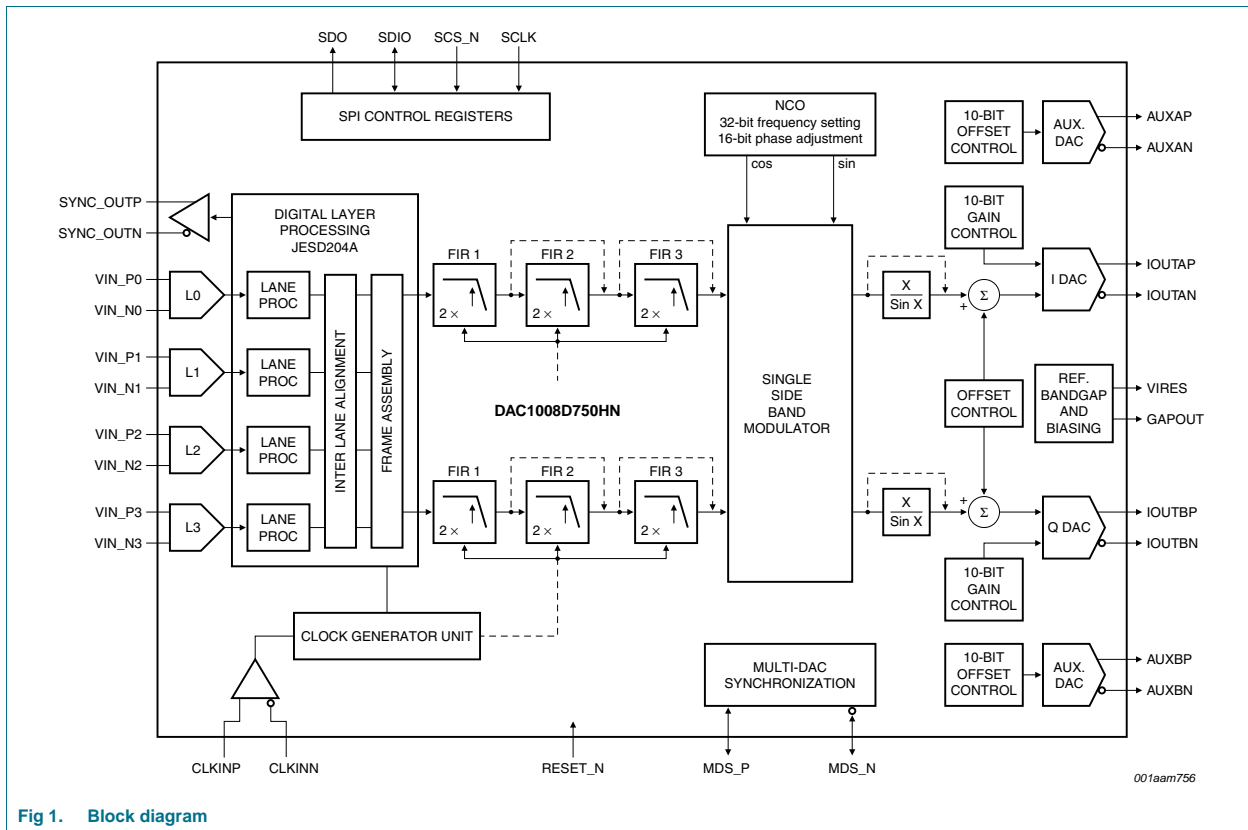 SDO SDIO SCS_N SCLK
SPI CONTROL REGISTERS
NCO
32-bit frequency setting
16-bit phase adjustment
cos sin
10-BIT
OFFSET
CONTROL
AUX.
DAC
AUXAP
AUXAN
SYNC_OUTP
SYNC_OUTN
DIGITAL LAYER
PROCESSING
JESD204A
10-BIT
GAIN
CONTROL
VIN_P0
VIN_N0
L0
LANE
PROC
VIN_P1
VIN_N1
L1
LANE
PROC
VIN_P2
VIN_N2
L2
LANE
PROC
VIN_P3
VIN_N3
L3
LANE
PROC
INTER LANE ALIGNMENT
FRAME ASSEMBLY
FIR 1 FIR 2 FIR 3
2 × 2 × 2 ×
DAC1008D750HN
FIR 1 FIR 2 FIR 3
2 × 2 × 2 ×
SINGLE
SIDE
BAND
MODULATOR
X
Sin X
+
Σ
I DAC
IOUTAP
IOUTAN
OFFSET
CONTROL
REF.
BANDGAP
AND
BIASING
VIRES
GAPOUT
X
Sin X
+
Σ
Q DAC
IOUTBP
IOUTBN
10-BIT
GAIN
CONTROL
CLOCK GENERATOR UNIT
MULTI-DAC
SYNCHRONIZATION
10-BIT
OFFSET
CONTROL
AUX.
DAC
AUXBP
AUXBN
CLKINP CLKINN RESET_N MDS_P MDS_N
001aam756
Fig 1. Block diagram